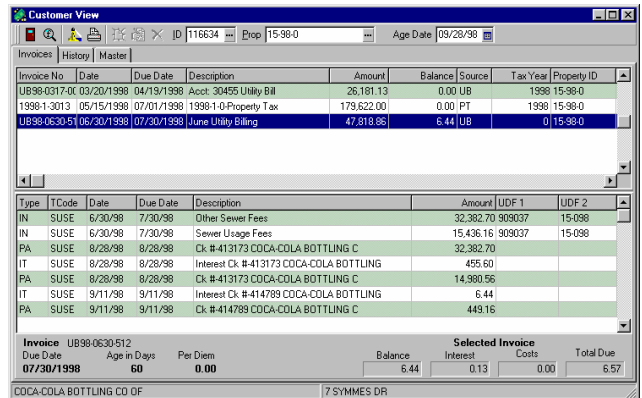 Customer View
ID 116634 ... Prop 15-98-0 ... Age Date 09/28/98
Invoices History Master
Invoice No Date Due Date Description Amount Balance Source Tax Year Property ID
UB98-0317-0( 03/20/1998 04/19/1998 Acct: 30455 Utility Bill 26,181.13 0.00 UB 1998 15-98-0
1998-1-3013 05/15/1998 07/01/1998 1998-1-0-Property Tax 179,622.00 0.00 PT 1998 15-98-0
UB98-0630-51 06/30/1998 07/30/1998 June Utility Billing 47,818.86 6.44 UB 0 15-98-0
Type TCode Date Due Date Description Amount UDF 1 UDF 2
IN SUSE 6/30/98 7/30/98 Other Sewer Fees 32,382.70 909037 15-098
IN SUSE 6/30/98 7/30/98 Sewer Usage Fees 15,436.16 909037 15-098
PA SUSE 8/28/98 8/28/98 Ck #-413173 COCA-COLA BOTTLING C 32,382.70
IT SUSE 8/28/98 8/28/98 Interest Ck #-413173 COCA-COLA BOTTLING 455.60
PA SUSE 8/28/98 8/28/98 Ck #-413173 COCA-COLA BOTTLING C 14,980.56
IT SUSE 9/11/98 9/11/98 Interest Ck #-414789 COCA-COLA BOTTLING 6.44
PA SUSE 9/11/98 9/11/98 Ck #-414789 COCA-COLA BOTTLING C 449.16
Invoice UB98-0630-512 Selected Invoice
Due Date Age in Days Per Diem Balance Interest Costs Total Due
07/30/1998 60 0.00 6.44 0.13 0.00 6.57
COCA-COLA BOTTLING CO OF 7 SYMMES DR